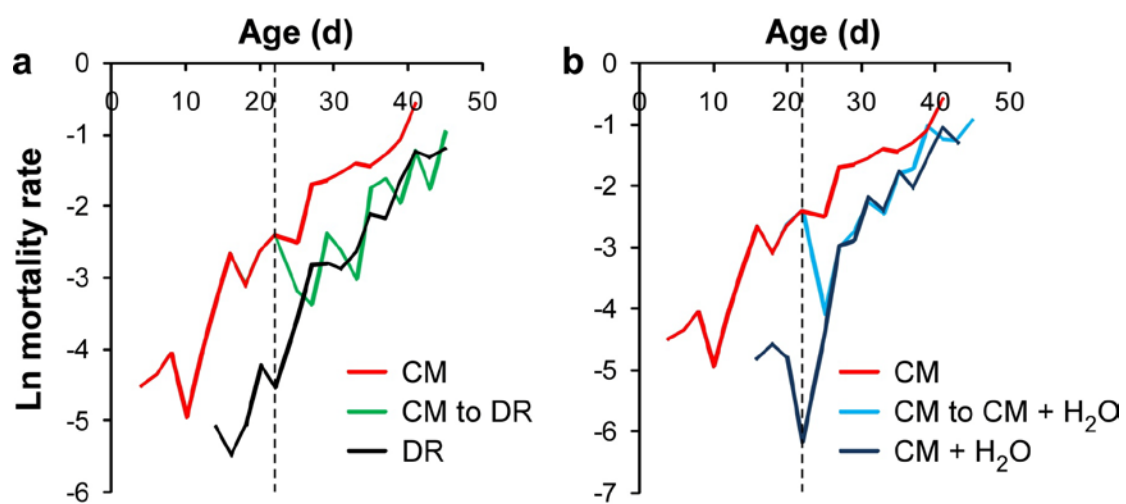 a
Age (d)
0
0 10 20 30 40 50
-1
-2
-3
-4
-5
-6
Ln mortality rate
CM
CM to DR
DR
b
Age (d)
0
0 10 20 30 40 50
-1
-2
-3
-4
-5
-6
-7
CM
CM to CM + H₂O
CM + H₂O